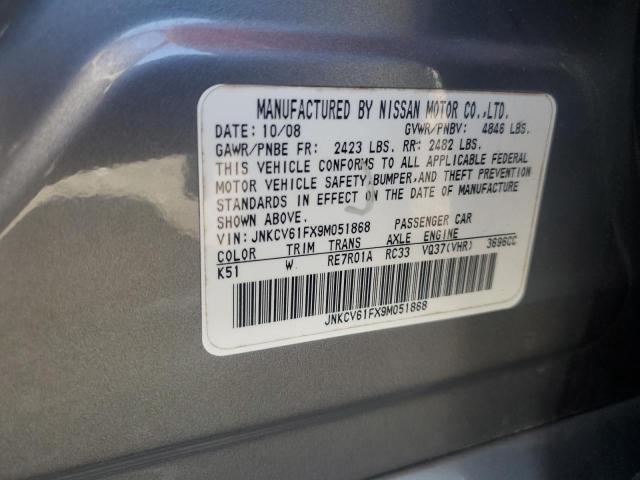 MANUFACTURED BY NISSAN MOTOR CO.,LTD.
DATE: 10/08 GVWR/PNBV: 4846 LBS.
GAWR/PNBE FR: 2423 LBS. RR: 2482 LBS.
THIS VEHICLE CONFORMS TO ALL APPLICABLE FEDERAL
MOTOR VEHICLE SAFETY,BUMPER,AND THEFT PREVENTION
STANDARDS IN EFFECT ON THE DATE OF MANUFACTURE
SHOWN ABOVE.
VIN: JNKCV61FX9M051868 PASSENGER CAR
COLOR TRIM TRANS AXLE ENGINE
K51 W RE7R01A RC33 VQ37(VHR) 3696CC
JNKCV61FX9M051868